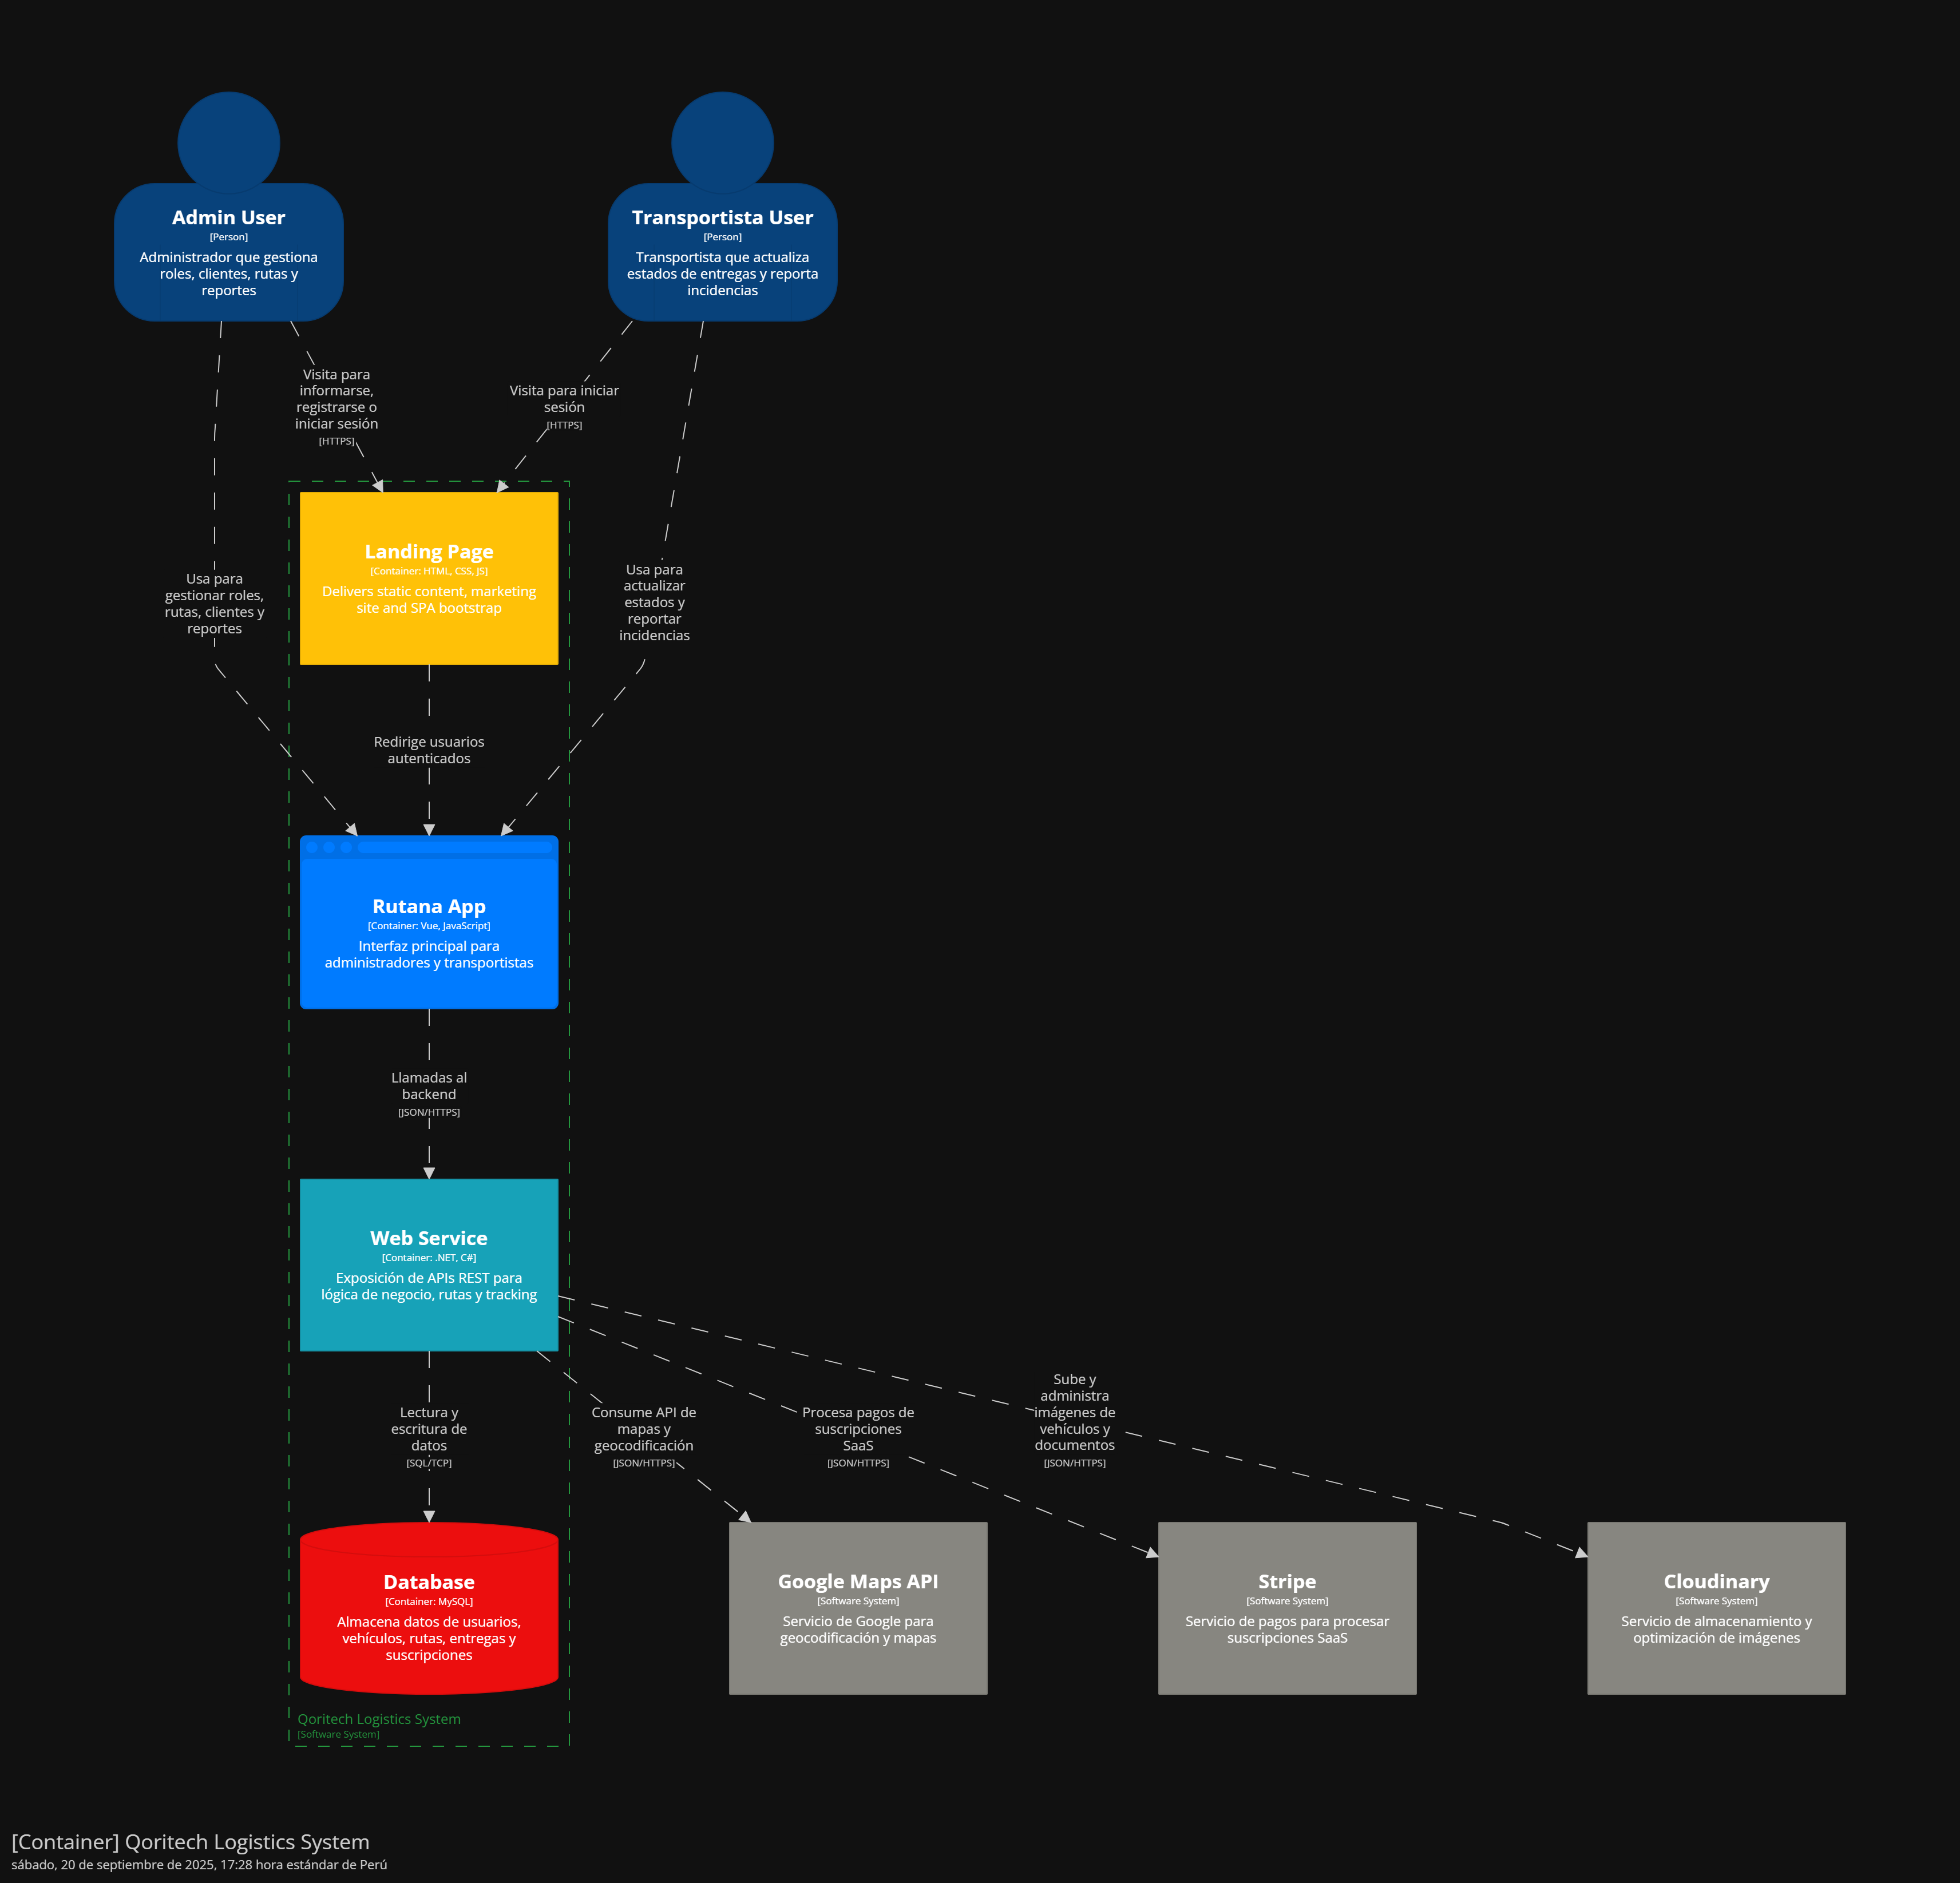 Admin User
[Person]
Administrador que gestiona
roles, clientes, rutas y
reportes
Transportista User
[Person]
Transportista que actualiza
estados de entregas y reporta
incidencias
Visita para
informarse,
registrarse o
iniciar sesión
[HTTPS]
Visita para iniciar
sesión
[HTTPS]
Landing Page
[Container: HTML, CSS, JS]
Delivers static content, marketing
site and SPA bootstrap
Usa para
gestionar roles,
rutas, clientes y
reportes
Usa para
actualizar
estados y
reportar
incidencias
Redirige usuarios
autenticados
Rutana App
[Container: Vue, JavaScript]
Interfaz principal para
administradores y transportistas
Llamadas al
backend
[JSON/HTTPS]
Web Service
[Container: .NET, C#]
Exposición de APIs REST para
lógica de negocio, rutas y tracking
Lectura y
escritura de
datos
[SQL/TCP]
Consume API de
mapas y
geocodificación
[JSON/HTTPS]
Procesa pagos de
suscripciones
SaaS
[JSON/HTTPS]
Sube y
administra
imágenes de
vehículos y
documentos
[JSON/HTTPS]
Database
[Container: MySQL]
Almacena datos de usuarios,
vehículos, rutas, entregas y
suscripciones
Google Maps API
[Software System]
Servicio de Google para
geocodificación y mapas
Stripe
[Software System]
Servicio de pagos para procesar
suscripciones SaaS
Cloudinary
[Software System]
Servicio de almacenamiento y
optimización de imágenes
Qoritech Logistics System
[Software System]
[Container] Qoritech Logistics System
sábado, 20 de septiembre de 2025, 17:28 hora estándar de Perú